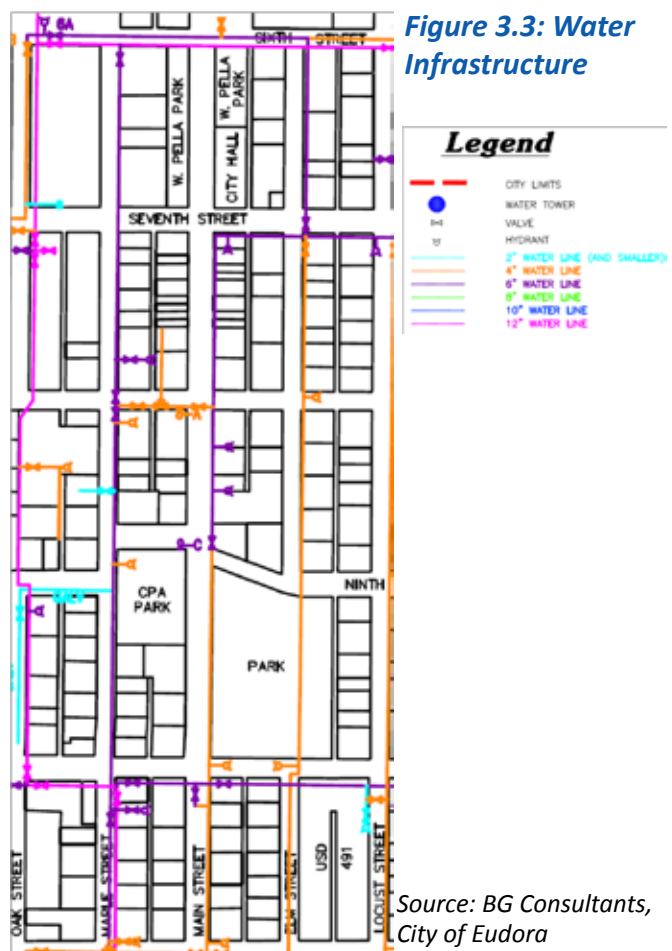 Figure 3.3: Water
Infrastructure
6A
SIXTH STREET
W. PELLA PARK
W. PELLA
PARK
CITY HALL
SEVENTH STREET
Legend
CITY LIMITS
WATER TOWER
VALVE
HYDRANT
2" WATER LINE (AND SMALLER)
4" WATER LINE
6" WATER LINE
8" WATER LINE
10" WATER LINE
12" WATER LINE
8-A
9-C
NINTH
CPA
PARK
PARK
OAK STREET
MAPLE STREET
MAIN STREET
ELM STREET
USD
491
LOCUST STREET
Source: BG Consultants,
City of Eudora